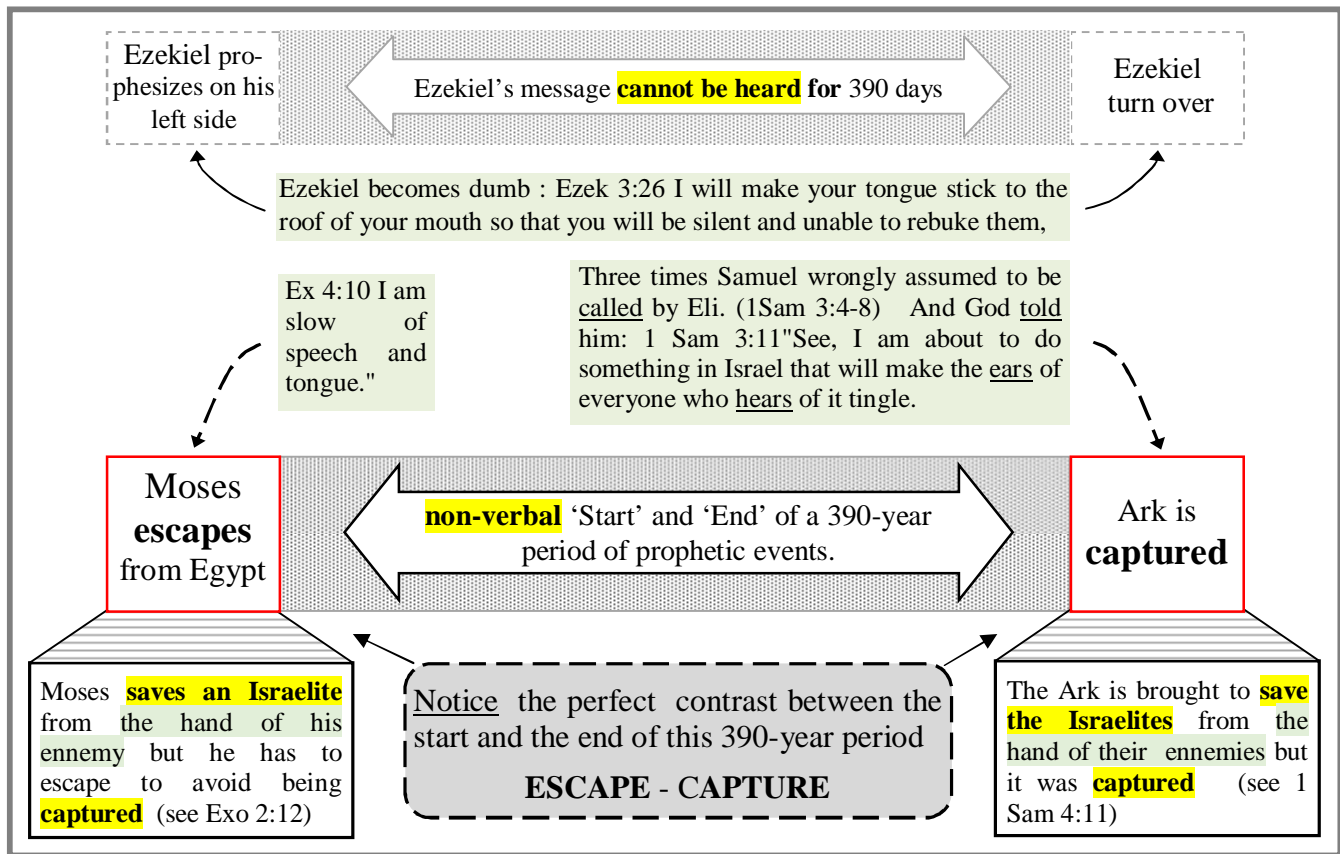 Ezekiel pro-
phesizes on his
left side
Ezekiel’s message cannot be heard for 390 days
Ezekiel
turn over
Ezekiel becomes dumb : Ezek 3:26 I will make your tongue stick to the
roof of your mouth so that you will be silent and unable to rebuke them,
Ex 4:10 I am
slow of
speech and
tongue."
Three times Samuel wrongly assumed to be
called by Eli. (1Sam 3:4-8) And God told
him: 1 Sam 3:11"See, I am about to do
something in Israel that will make the ears of
everyone who hears of it tingle.
Moses
escapes
from Egypt
non-verbal ‘Start’ and ‘End’ of a 390-year
period of prophetic events.
Ark is
captured
Moses saves an Israelite
from the hand of his
ennemy but he has to
escape to avoid being
captured (see Exo 2:12)
Notice the perfect contrast between the
start and the end of this 390-year period
ESCAPE - CAPTURE
The Ark is brought to save
the Israelites from the
hand of their ennemies but
it was captured (see 1
Sam 4:11)